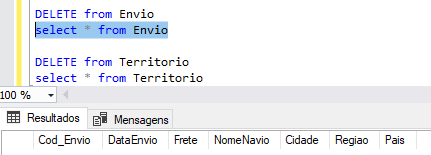 DELETE from Envio
select * from Envio
DELETE from Territorio
select * from Territorio
100 %
Resultados Mensagens
Cod_Envio DataEnvio Frete NomeNavio Cidade Regiao Pais